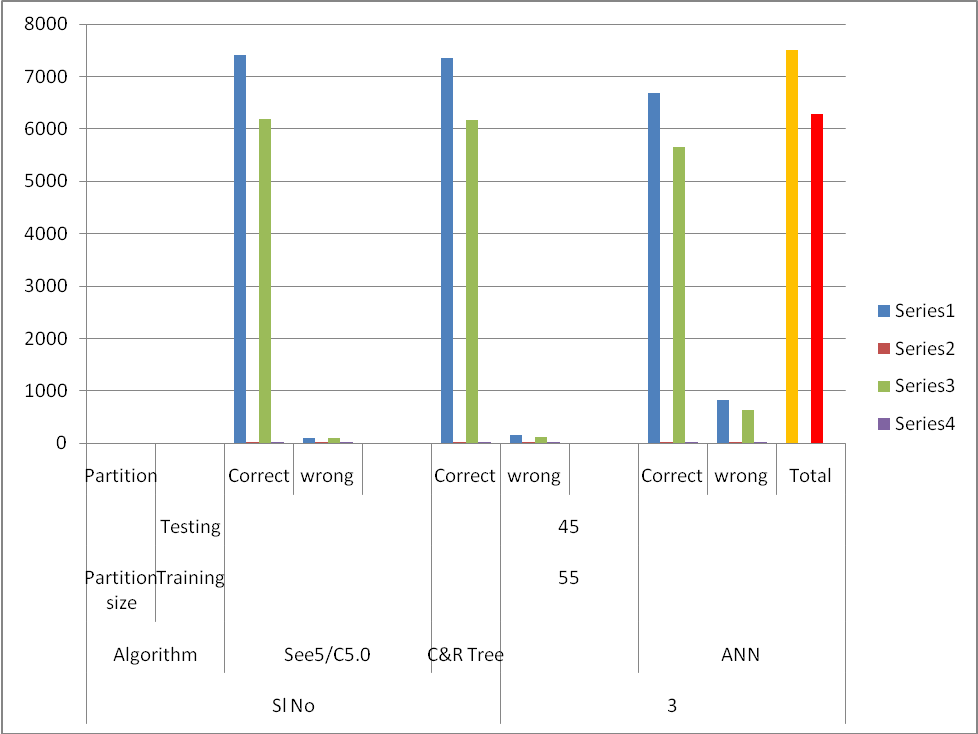 8000
7000
6000
5000
4000
3000
2000
1000
0
Series1
Series2
Series3
Series4
Partition Correct wrong Correct wrong Correct wrong Total
Testing 45
Partition size Training 55
Algorithm See5/C5.0 C&R Tree ANN
Sl No 3